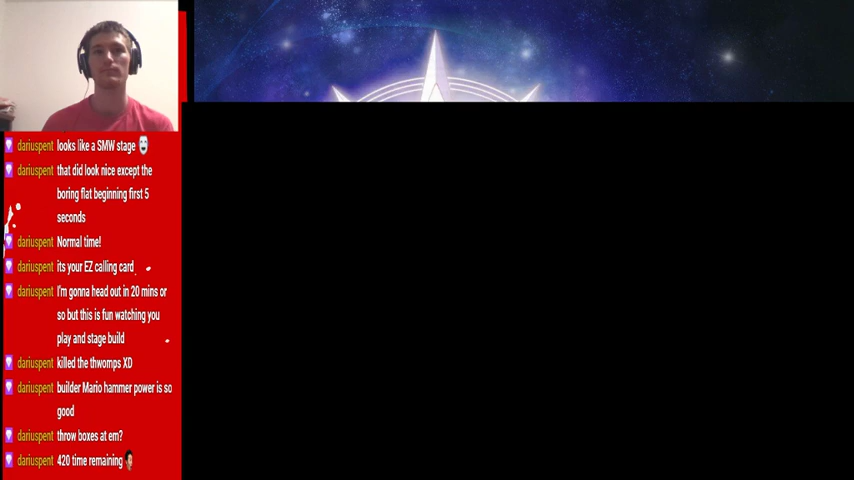 dariuspent looks like a SMW stage
dariuspent that did look nice except the
boring flat beginning first 5
seconds
dariuspent Normal time!
dariuspent its your EZ calling card
dariuspent I'm gonna head out in 20 mins or
so but this is fun watching you
play and stage build
dariuspent killed the thwomps XD
dariuspent builder Mario hammer power is so
good
dariuspent throw boxes at em?
dariuspent 420 time remaining